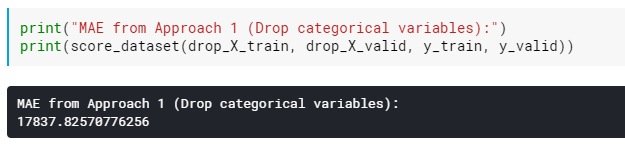 print("MAE from Approach 1 (Drop categorical variables):")
print(score_dataset(drop_X_train, drop_X_valid, y_train, y_valid))
MAE from Approach 1 (Drop categorical variables):
17837.82570776256